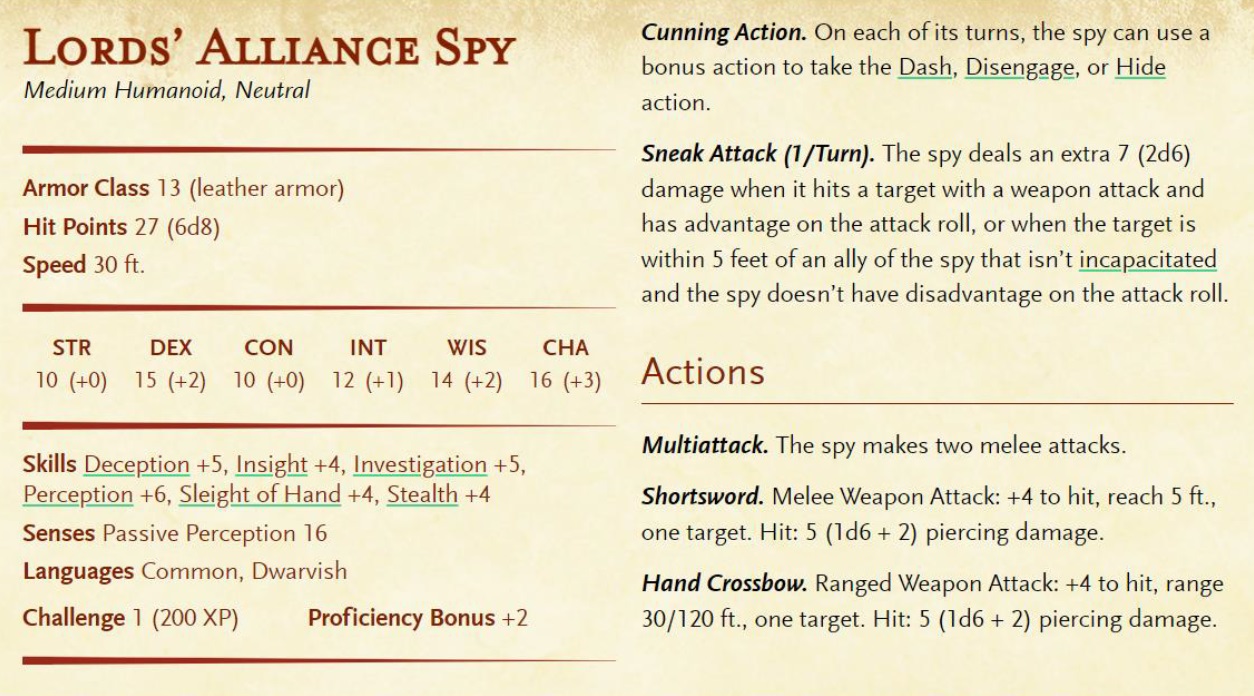 Lords' Alliance Spy
Medium Humanoid, Neutral
Armor Class 13 (leather armor)
Hit Points 27 (6d8)
Speed 30 ft.
STR DEX CON INT WIS CHA
10 (+0) 15 (+2) 10 (+0) 12 (+1) 14 (+2) 16 (+3)
Skills Deception +5, Insight +4, Investigation +5,
Perception +6, Sleight of Hand +4, Stealth +4
Senses Passive Perception 16
Languages Common, Dwarvish
Challenge 1 (200 XP) Proficiency Bonus +2
Cunning Action. On each of its turns, the spy can use a
bonus action to take the Dash, Disengage, or Hide
action.
Sneak Attack (1/Turn). The spy deals an extra 7 (2d6)
damage when it hits a target with a weapon attack and
has advantage on the attack roll, or when the target is
within 5 feet of an ally of the spy that isn't incapacitated
and the spy doesn't have disadvantage on the attack roll.
Actions
Multiattack. The spy makes two melee attacks.
Shortsword. Melee Weapon Attack: +4 to hit, reach 5 ft.,
one target. Hit: 5 (1d6 + 2) piercing damage.
Hand Crossbow. Ranged Weapon Attack: +4 to hit, range
30/120 ft., one target. Hit: 5 (1d6 + 2) piercing damage.